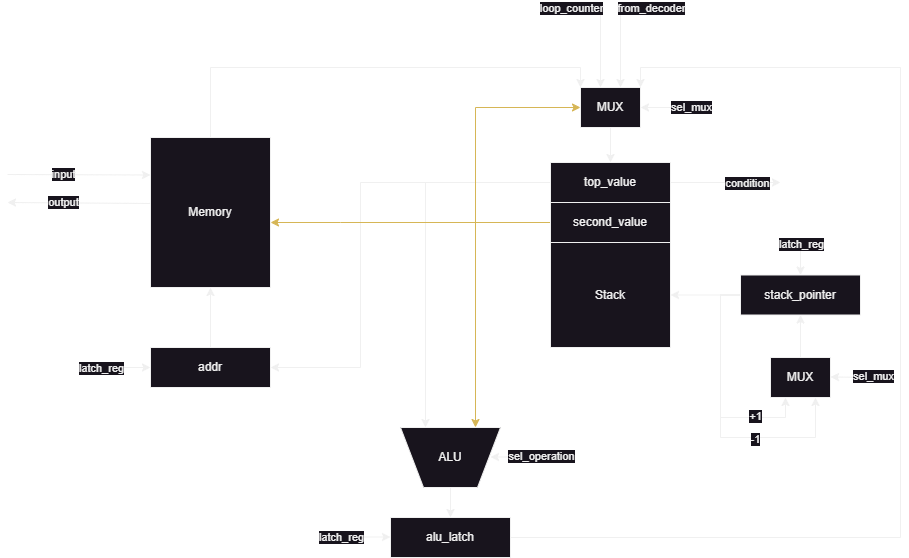 loop_counter
from_decoder
MUX
sel_mux
input
output
Memory
top_value
condition
second_value
latch_reg
Stack
stack_pointer
latch_reg
addr
MUX
sel_mux
+1
-1
ALU
sel_operation
latch_reg
alu_latch